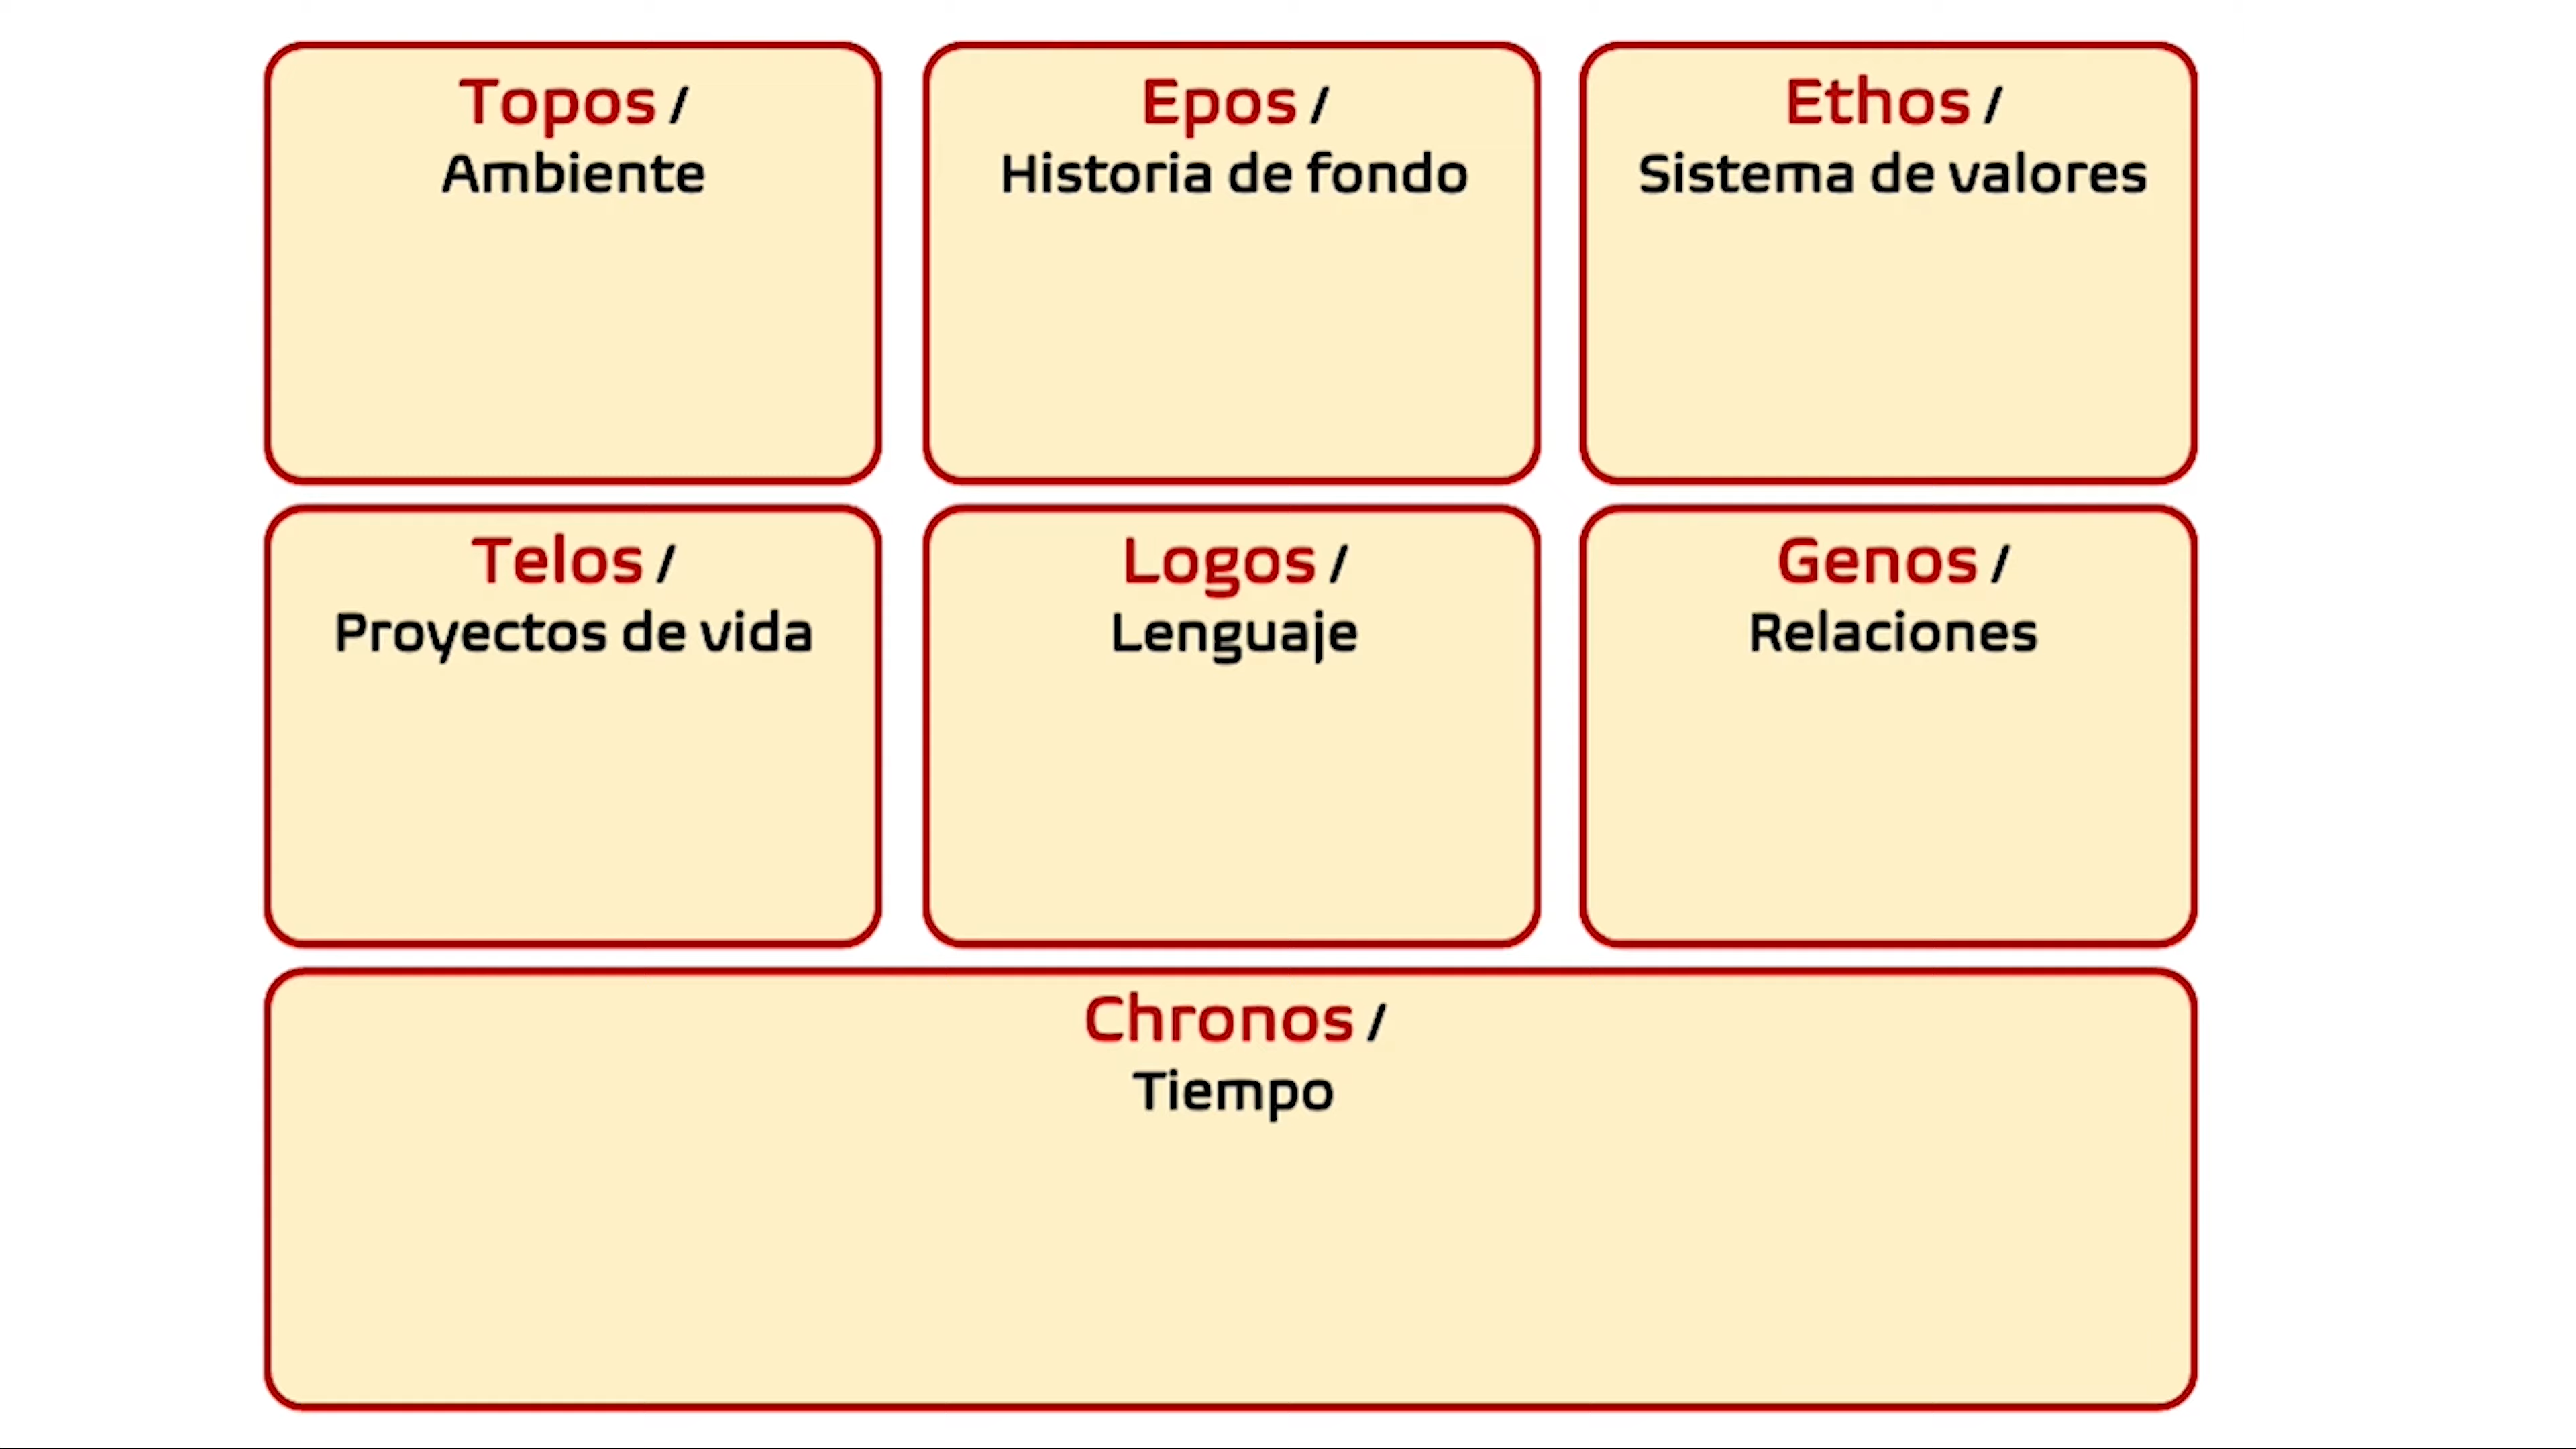 Topos /
Ambiente
Epos /
Historia de fondo
Ethos /
Sistema de valores
Telos /
Proyectos de vida
Logos /
Lenguaje
Genos /
Relaciones
Chronos /
Tiempo